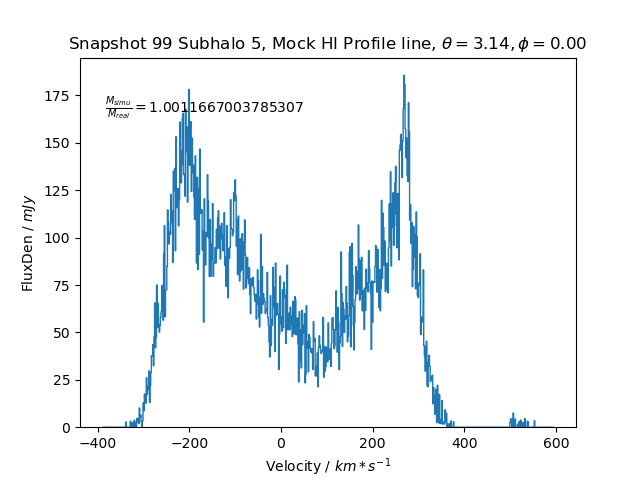 Snapshot 99 Subhalo 5, Mock HI Profile line, θ = 3.14, ϕ = 0.00
M_simu/M_real = 1.0011667003785307
FluxDen / mJy
175
150
125
100
75
50
25
0
−400 −200 0 200 400 600
Velocity / km * s⁻¹